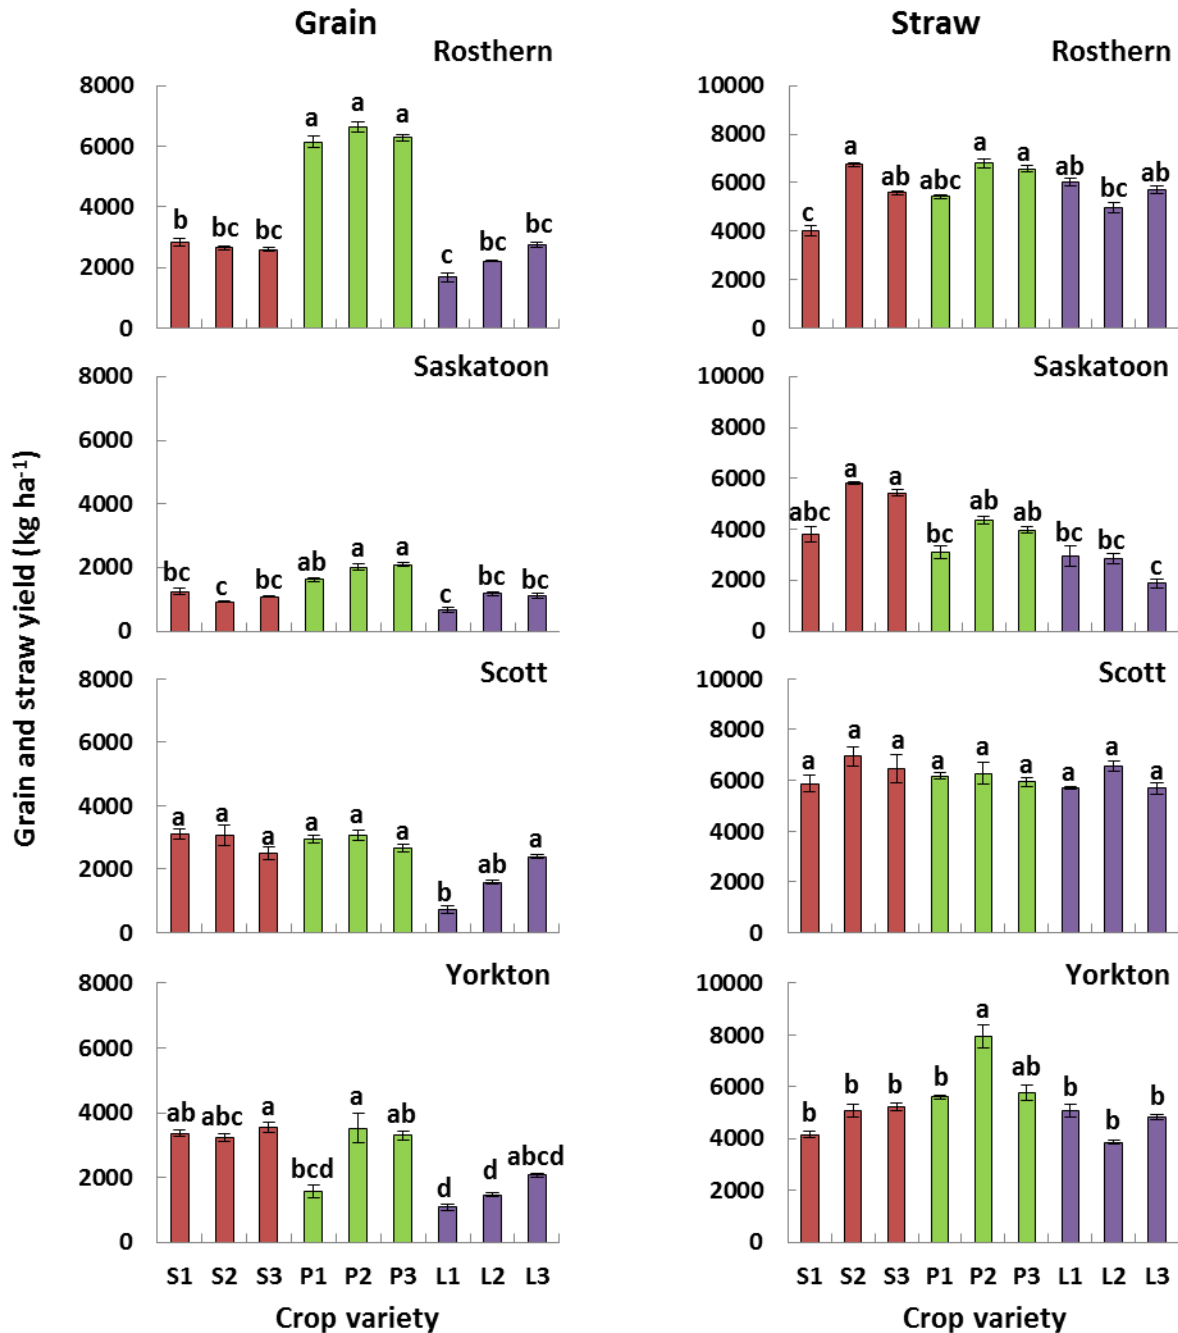 Grain
Straw
Rosthern
Rosthern
8000
6000
4000
2000
0
b bc bc a a a c bc bc
10000
8000
6000
4000
2000
0
c a ab abc a a ab bc ab
Saskatoon
Saskatoon
8000
6000
4000
2000
0
bc c bc ab a a c bc bc
10000
8000
6000
4000
2000
0
abc a a bc ab ab bc bc c
Grain and straw yield (kg ha⁻¹)
Scott
Scott
8000
6000
4000
2000
0
a a a a a a b ab a
10000
8000
6000
4000
2000
0
a a a a a a a a a
Yorkton
Yorkton
8000
6000
4000
2000
0
ab abc a bcd a ab d d abcd
10000
8000
6000
4000
2000
0
b b b b a ab b b b
S1 S2 S3 P1 P2 P3 L1 L2 L3
S1 S2 S3 P1 P2 P3 L1 L2 L3
Crop variety
Crop variety